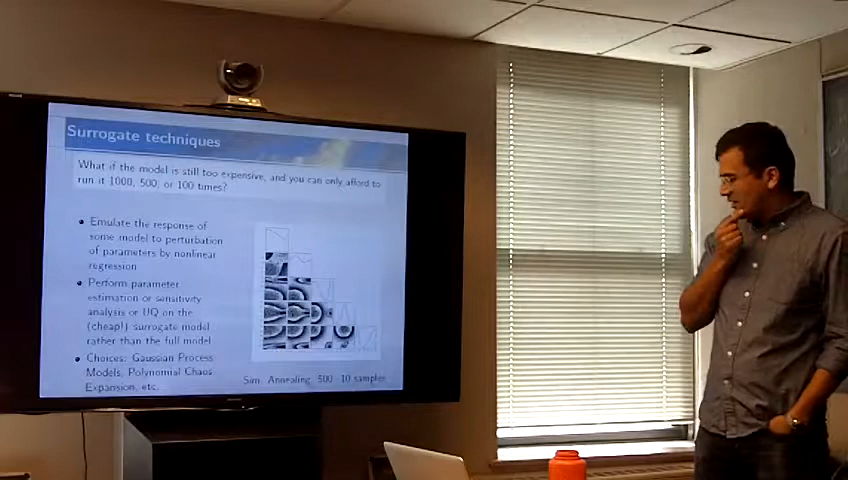 Surrogate techniques
What if the model is still too expensive, and you can only afford to
run it 1000, 500, or 100 times?
Emulate the response of
some model to perturbation
of parameters by nonlinear
regression
Perform parameter
estimation or sensitivity
analysis or UQ on the
(cheap!) surrogate model
rather than the full model
Choices: Gaussian Process
Models, Polynomial Chaos
Expansion, etc.
Sim. Annealing, 500 10 samples